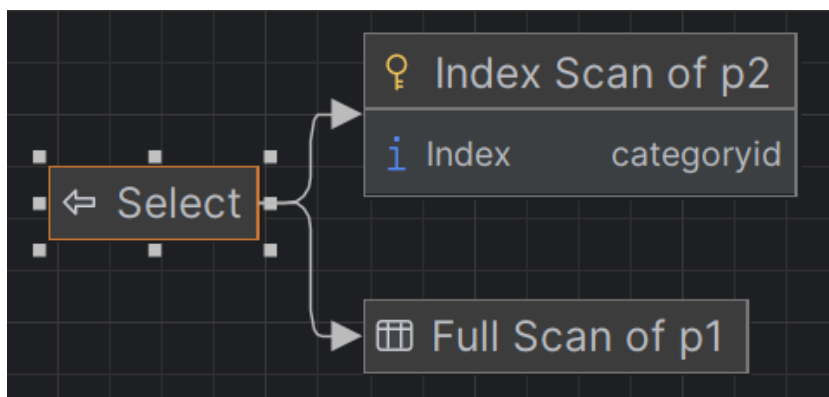 Select
Index Scan of p2
Index categoryid
Full Scan of p1